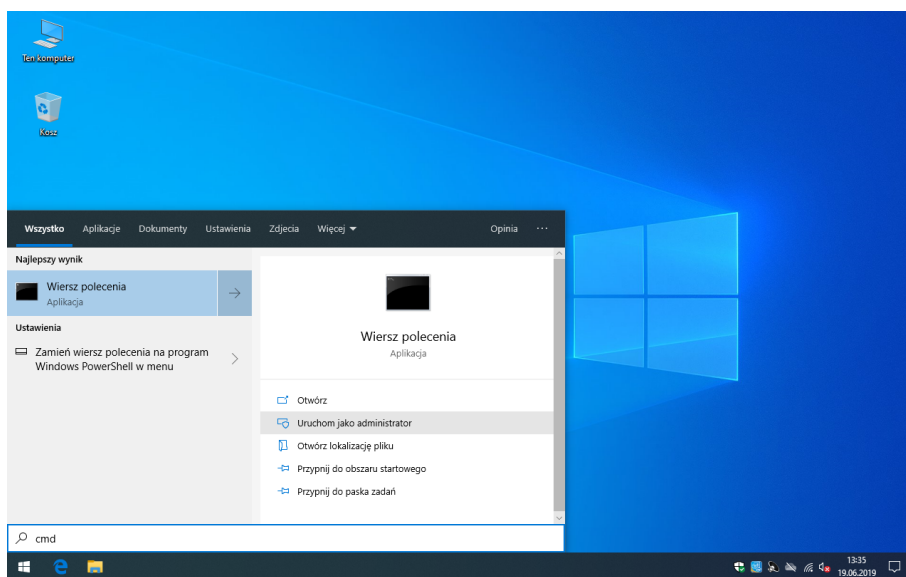 Ten komputer
Kosz
Wszystko Aplikacje Dokumenty Ustawienia Zdjecia Więcej Opinia ...
Najlepszy wynik
Wiersz polecenia
Aplikacja
Ustawienia
Zamień wiersz polecenia na program
Windows PowerShell w menu
Wiersz polecenia
Aplikacja
Otwórz
Uruchom jako administrator
Otwórz lokalizację pliku
Przypnij do obszaru startowego
Przypnij do paska zadań
cmd
13:35
19.06.2019